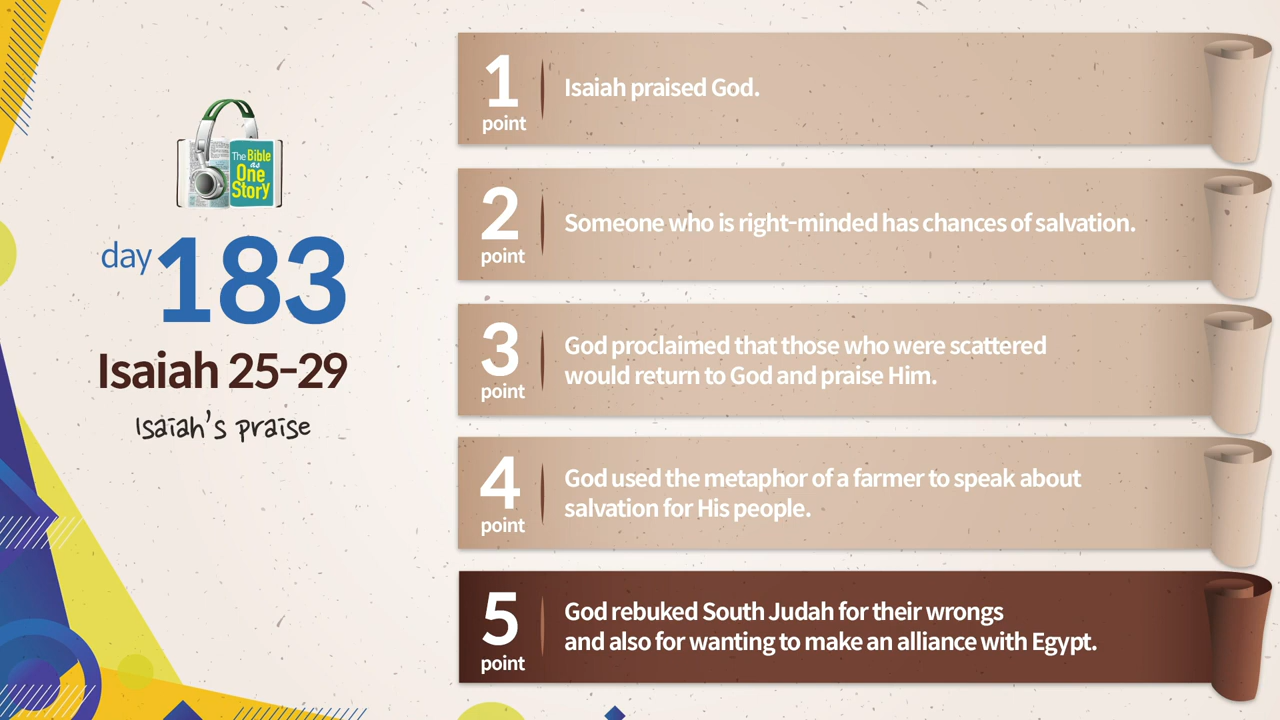 The Bible
as
One
Story
day 183
Isaiah 25-29
Isaiah's praise
1
point
Isaiah praised God.
2
point
Someone who is right-minded has chances of salvation.
3
point
God proclaimed that those who were scattered
would return to God and praise Him.
4
point
God used the metaphor of a farmer to speak about
salvation for His people.
5
point
God rebuked South Judah for their wrongs
and also for wanting to make an alliance with Egypt.